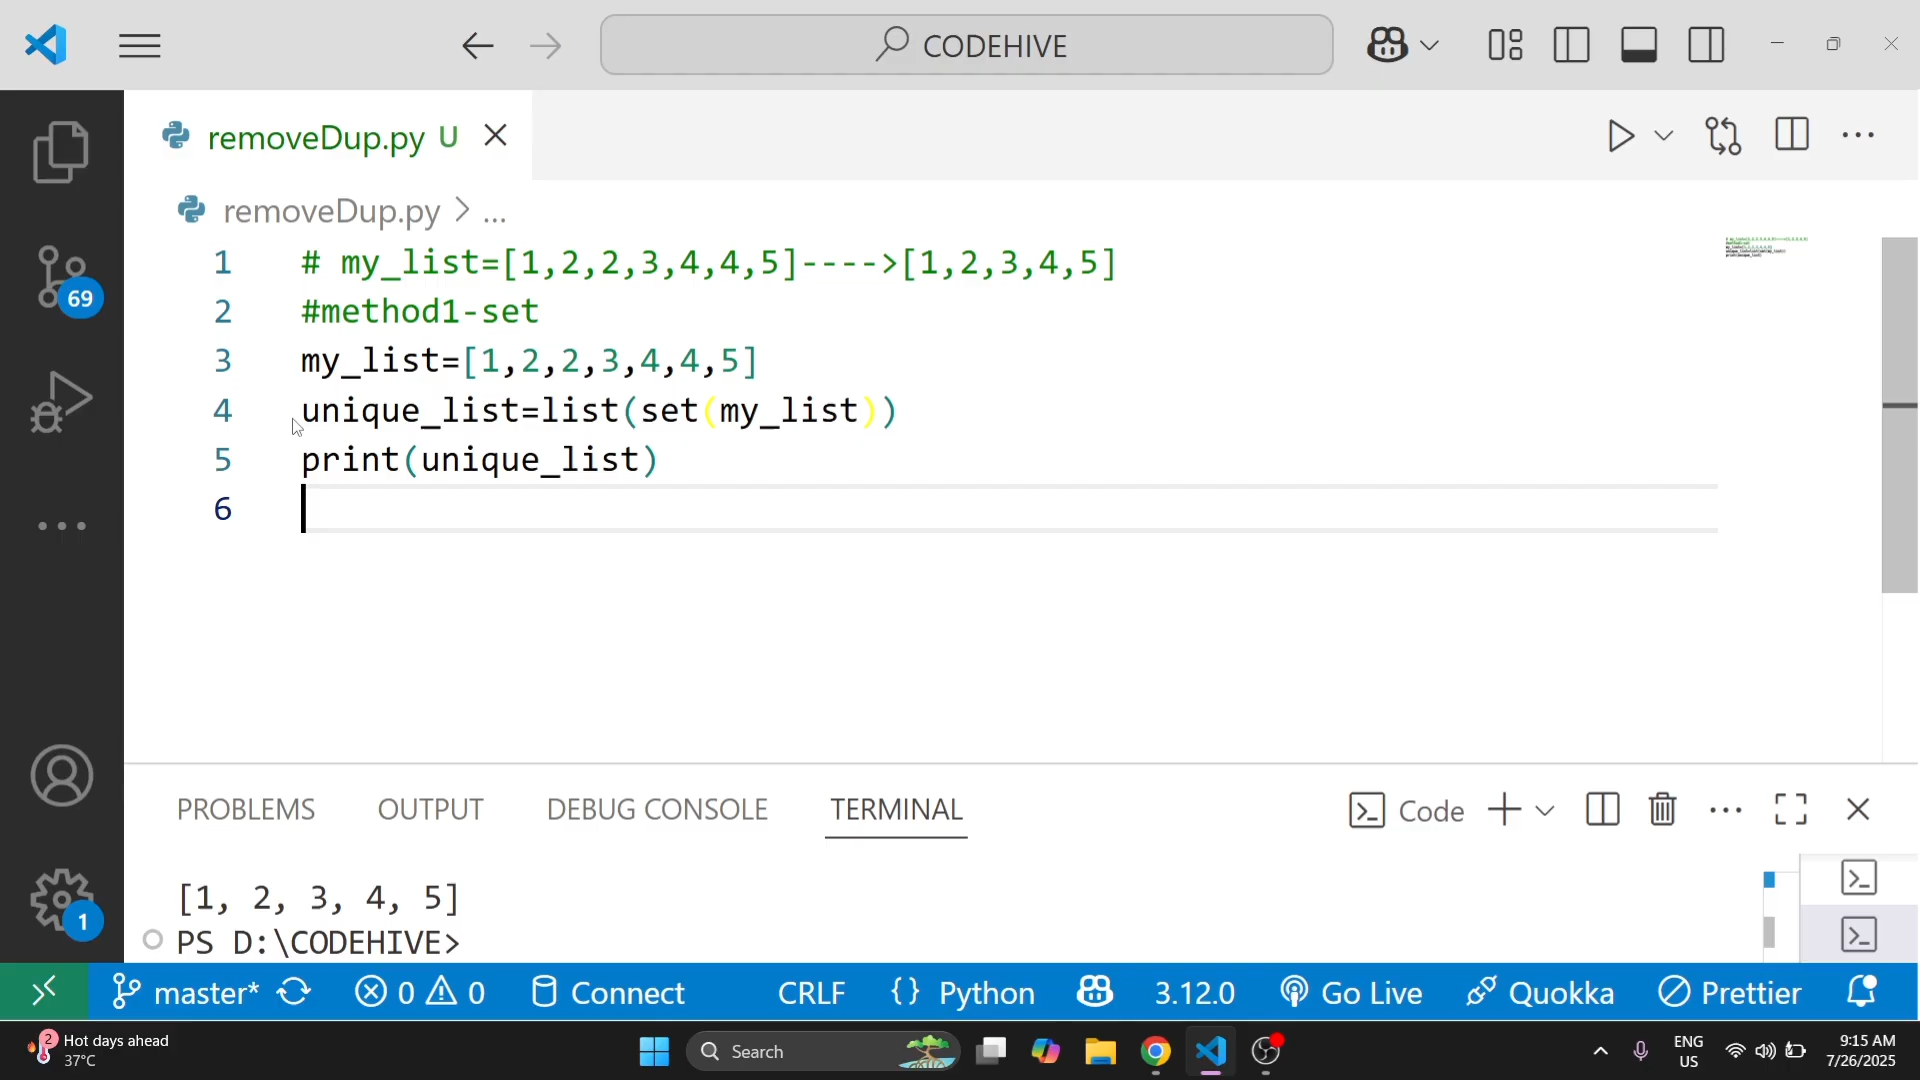 CODEHIVE
removeDup.py U
removeDup.py > ...
1 # my_list=[1,2,2,3,4,4,5]---->[1,2,3,4,5]
2 #method1-set
3 my_list=[1,2,2,3,4,4,5]
4 unique_list=list(set(my_list))
5 print(unique_list)
6
69
1
PROBLEMS OUTPUT DEBUG CONSOLE TERMINAL Code
[1, 2, 3, 4, 5]
PS D:\CODEHIVE>
master* 0 0 Connect CRLF {} Python 3.12.0 Go Live Quokka Prettier
2 Hot days ahead
37°C
Search
ENG
US
9:15 AM
7/26/2025